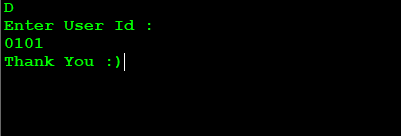 D
Enter User Id :
0101
Thank You :)